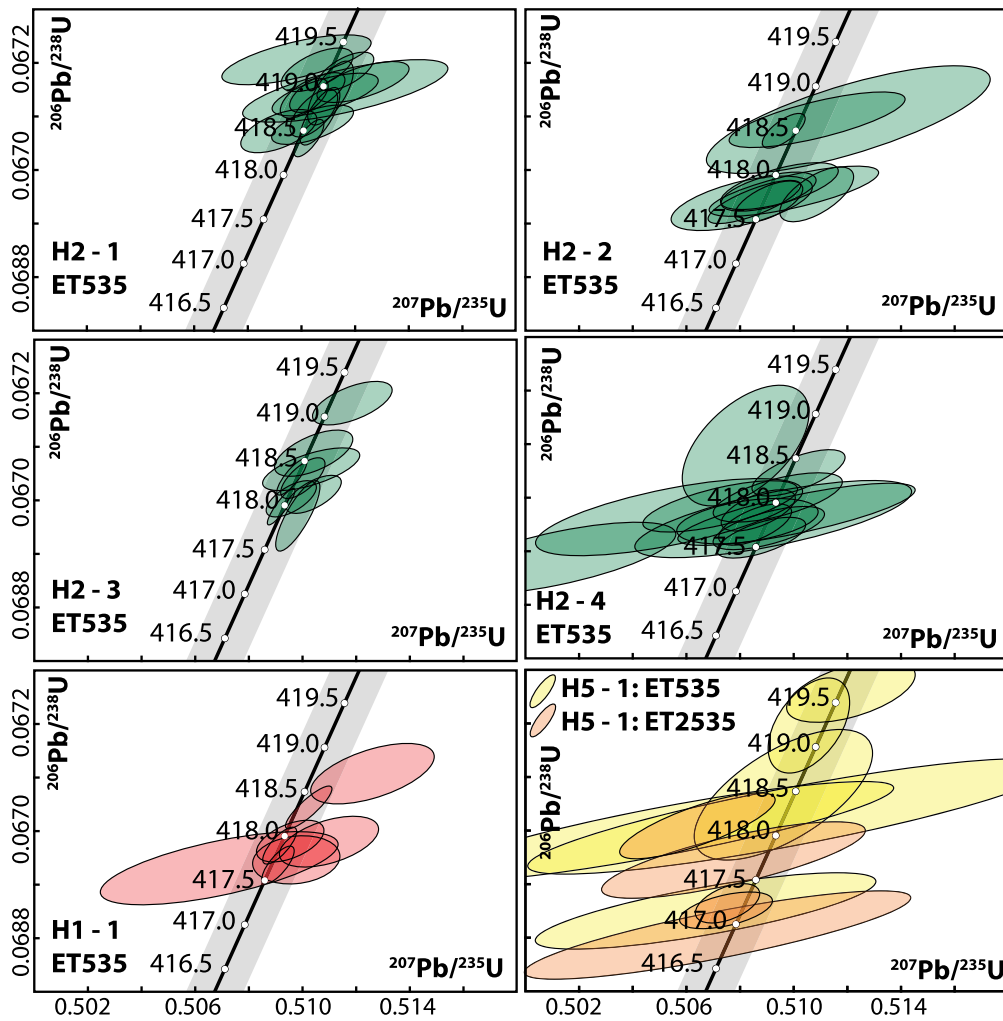 ²⁰⁶Pb/²³⁸U
0.0672
0.0670
0.0688
419.5
419.0
418.5
418.0
417.5
417.0
416.5
H2 - 1
ET535
²⁰⁷Pb/²³⁵U
²⁰⁶Pb/²³⁸U
419.5
419.0
418.5
418.0
417.5
417.0
416.5
H2 - 2
ET535
²⁰⁷Pb/²³⁵U
²⁰⁶Pb/²³⁸U
0.0672
0.0670
0.0688
419.5
419.0
418.5
418.0
417.5
417.0
416.5
H2 - 3
ET535
²⁰⁷Pb/²³⁵U
²⁰⁶Pb/²³⁸U
419.5
419.0
418.5
418.0
417.5
417.0
416.5
H2 - 4
ET535
²⁰⁷Pb/²³⁵U
²⁰⁶Pb/²³⁸U
0.0672
0.0670
0.0688
419.5
419.0
418.5
418.0
417.5
417.0
416.5
H1 - 1
ET535
²⁰⁷Pb/²³⁵U
0.502
0.506
0.510
0.514
H5 - 1: ET535
H5 - 1: ET2535
²⁰⁶Pb/²³⁸U
419.5
419.0
418.5
418.0
417.5
417.0
416.5
²⁰⁷Pb/²³⁵U
0.502
0.506
0.510
0.514